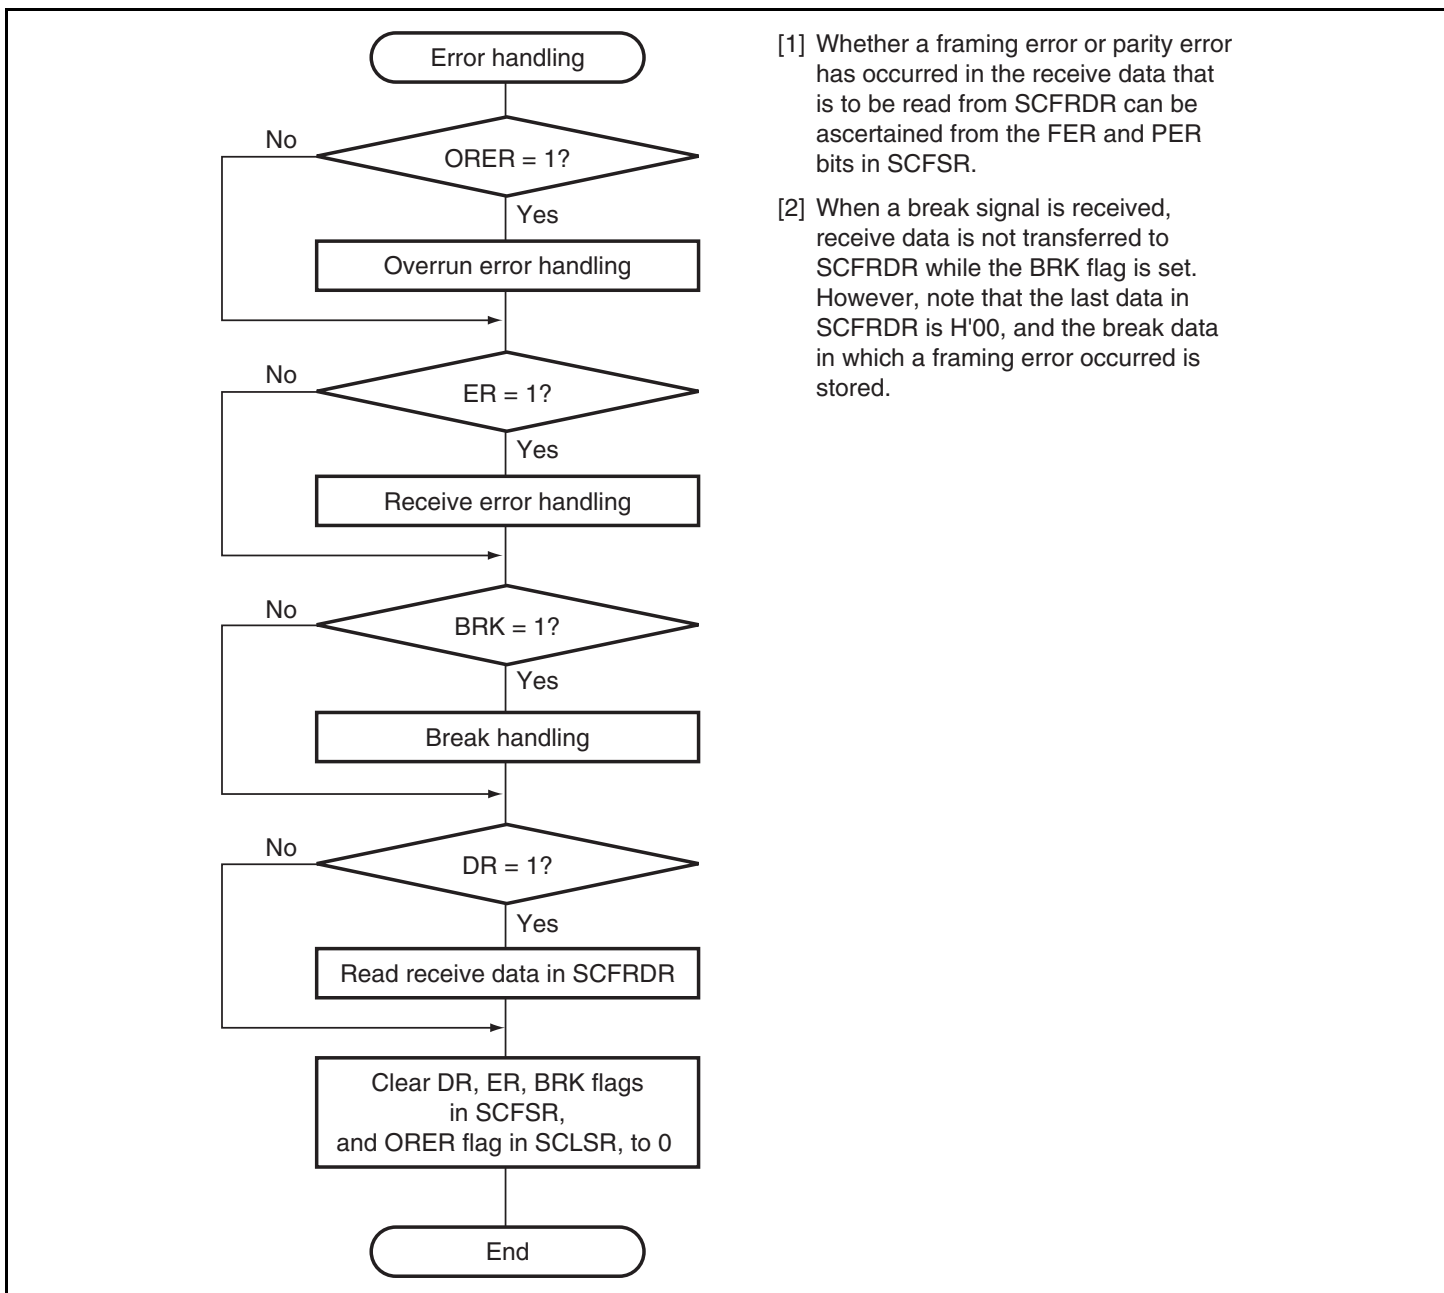 Error handling
No
ORER = 1?
Yes
Overrun error handling
No
ER = 1?
Yes
Receive error handling
No
BRK = 1?
Yes
Break handling
No
DR = 1?
Yes
Read receive data in SCFRDR
Clear DR, ER, BRK flags
in SCFSR,
and ORER flag in SCLSR, to 0
End
[1] Whether a framing error or parity error
has occurred in the receive data that
is to be read from SCFRDR can be
ascertained from the FER and PER
bits in SCFSR.
[2] When a break signal is received,
receive data is not transferred to
SCFRDR while the BRK flag is set.
However, note that the last data in
SCFRDR is H'00, and the break data
in which a framing error occurred is
stored.